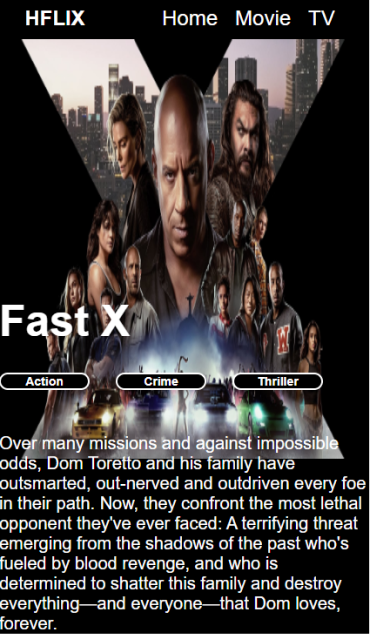 HFLIX Home Movie TV
Fast X
Action Crime Thriller
Over many missions and against impossible
odds, Dom Toretto and his family have
outsmarted, out-nerved and outdriven every foe
in their path. Now, they confront the most lethal
opponent they've ever faced: A terrifying threat
emerging from the shadows of the past who's
fueled by blood revenge, and who is
determined to shatter this family and destroy
everything—and everyone—that Dom loves,
forever.